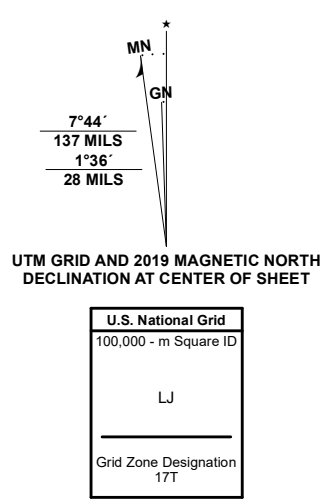 ★
MN
GN
7°44´
137 MILS
1°36´
28 MILS
UTM GRID AND 2019 MAGNETIC NORTH
DECLINATION AT CENTER OF SHEET
U.S. National Grid
100,000 - m Square ID
LJ
Grid Zone Designation
17T